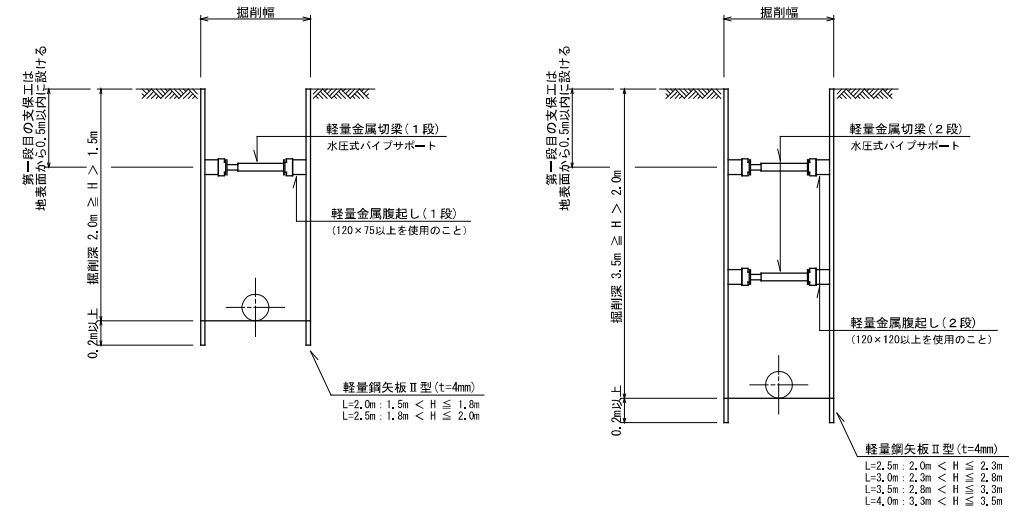 掘削幅
第一段目の支保工は
地表面から0.5m以内に設ける
掘削深 2.0m ≧ H > 1.5m
0.2m以上
軽量金属切梁(1段)
水圧式パイプサポート
軽量金属腹起し(1段)
(120×75以上を使用のこと)
軽量鋼矢板Ⅱ型(t=4mm)
L=2.0m : 1.5m < H ≦ 1.8m
L=2.5m : 1.8m < H ≦ 2.0m
掘削幅
第一段目の支保工は
地表面から0.5m以内に設ける
掘削深 3.5m ≧ H > 2.0m
0.2m以上
軽量金属切梁(2段)
水圧式パイプサポート
軽量金属腹起し(2段)
(120×120以上を使用のこと)
軽量鋼矢板Ⅱ型(t=4mm)
L=2.5m : 2.0m < H ≦ 2.3m
L=3.0m : 2.3m < H ≦ 2.8m
L=3.5m : 2.8m < H ≦ 3.3m
L=4.0m : 3.3m < H ≦ 3.5m